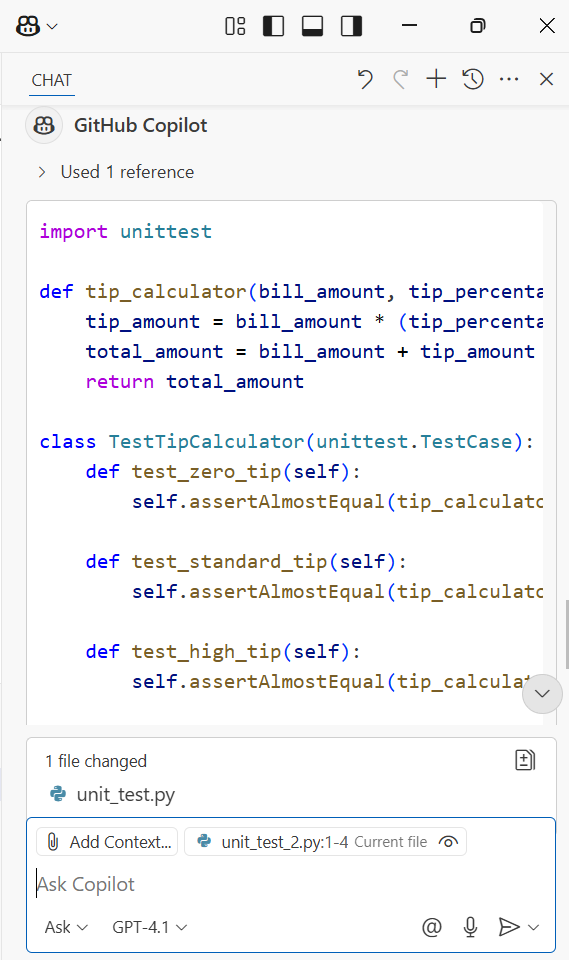 CHAT
GitHub Copilot
Used 1 reference
import unittest
def tip_calculator(bill_amount, tip_percenta
    tip_amount = bill_amount * (tip_percenta
    total_amount = bill_amount + tip_amount
    return total_amount
class TestTipCalculator(unittest.TestCase):
    def test_zero_tip(self):
        self.assertAlmostEqual(tip_calculato
    def test_standard_tip(self):
        self.assertAlmostEqual(tip_calculato
    def test_high_tip(self):
        self.assertAlmostEqual(tip_calculat
1 file changed
unit_test.py
Add Context... unit_test_2.py:1-4 Current file
Ask Copilot
Ask GPT-4.1 @